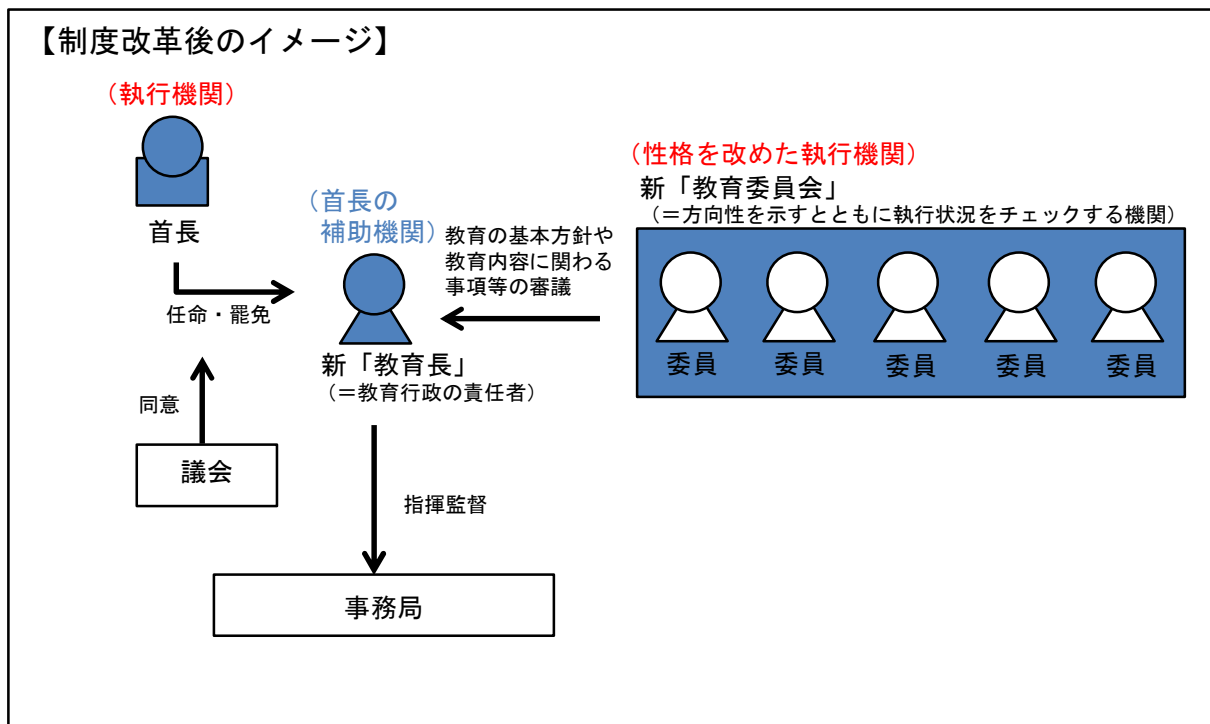 【制度改革後のイメージ】
（執行機関）
首長
任命・罷免
同意
議会
（首長の
補助機関）
教育の基本方針や
教育内容に関わる
事項等の審議
新「教育長」
（＝教育行政の責任者）
指揮監督
事務局
（性格を改めた執行機関）
新「教育委員会」
（＝方向性を示すとともに執行状況をチェックする機関）
委員 委員 委員 委員 委員